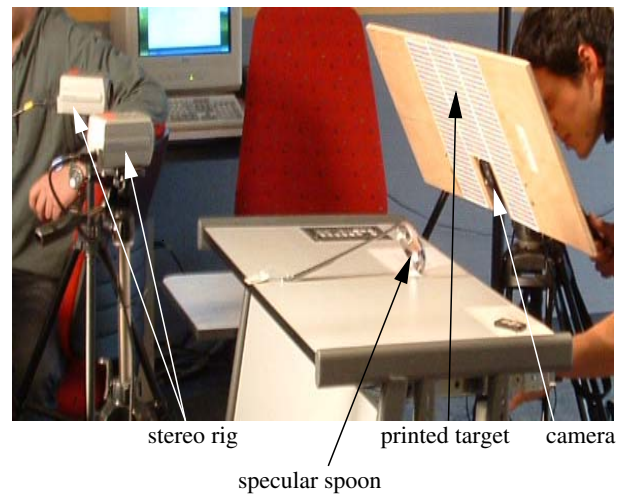 stereo rig
printed target
camera
specular spoon